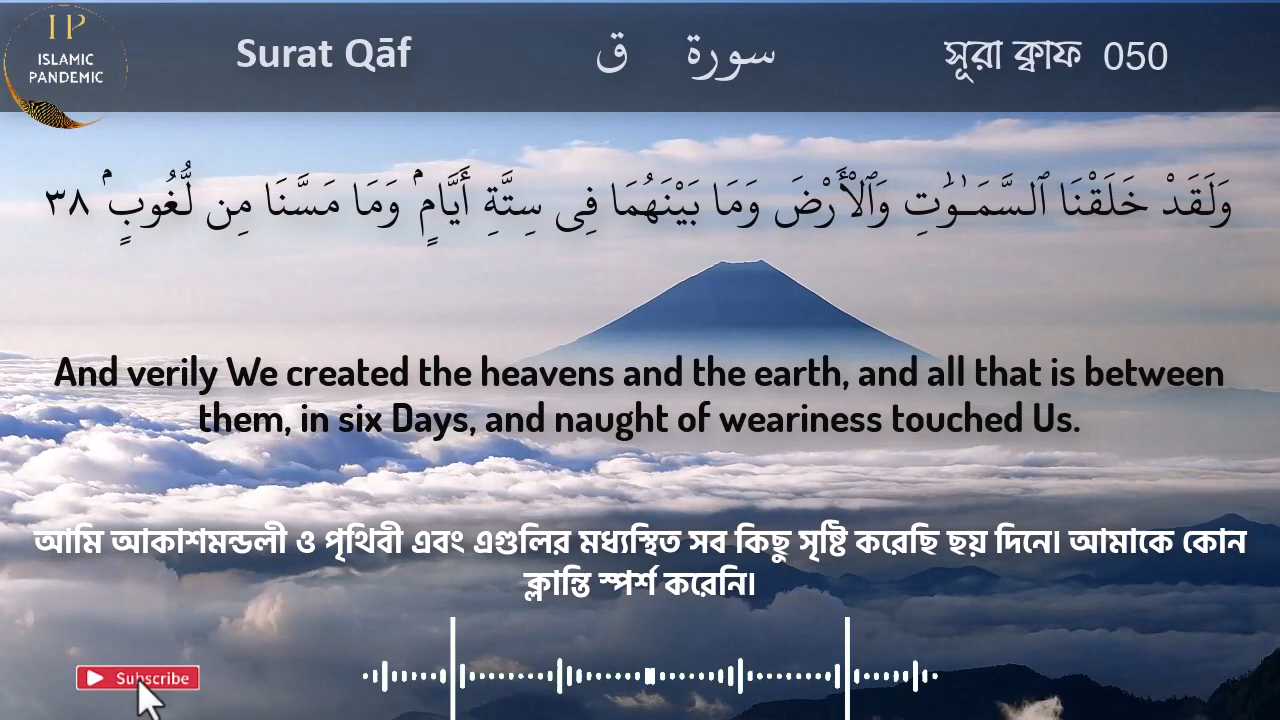 IP
ISLAMIC
PANDEMIC
Surat Qāf
سورة ق
সূরা ক্বাফ 050
وَلَقَدْ خَلَقْنَا ٱلسَّمَـٰوَٰتِ وَٱلْأَرْضَ وَمَا بَيْنَهُمَا فِى سِتَّةِ أَيَّامٍۢ وَمَا مَسَّنَا مِن لُّغُوبٍۢ ٣٨
And verily We created the heavens and the earth, and all that is between
them, in six Days, and naught of weariness touched Us.
আমি আকাশমন্ডলী ও পৃথিবী এবং এগুলির মধ্যস্থিত সব কিছু সৃষ্টি করেছি ছয় দিনে। আমাকে কোন
ক্লান্তি স্পর্শ করেনি।
Subscribe